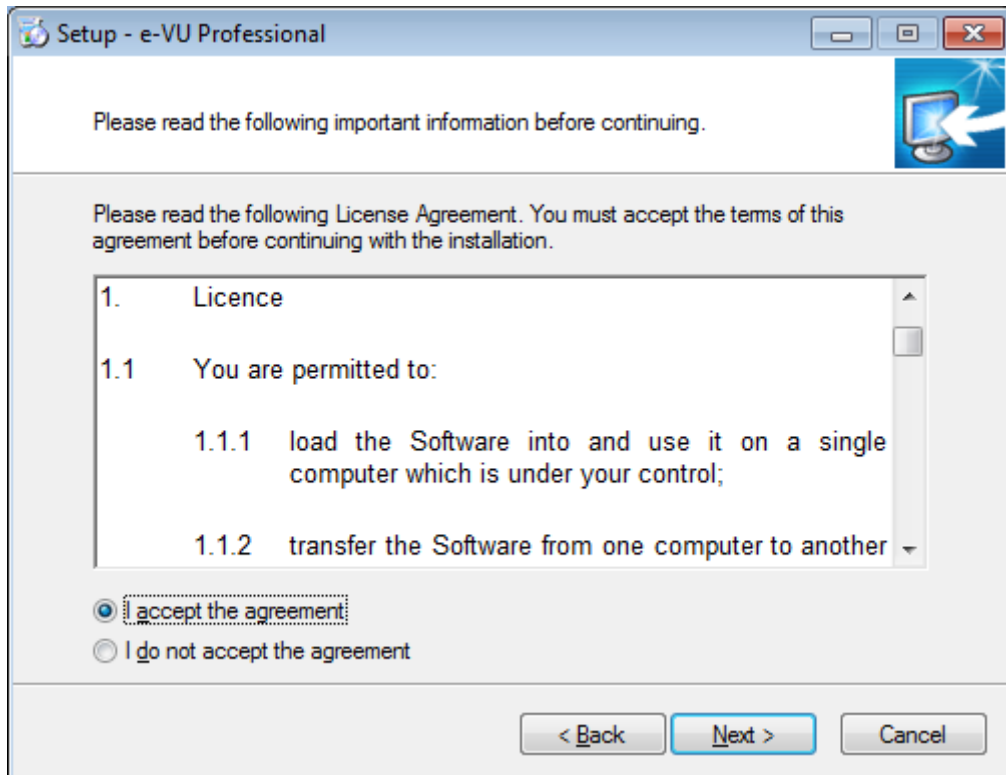 Setup - e-VU Professional
Please read the following important information before continuing.
Please read the following License Agreement. You must accept the terms of this
agreement before continuing with the installation.
1. Licence
1.1 You are permitted to:
1.1.1 load the Software into and use it on a single
computer which is under your control;
1.1.2 transfer the Software from one computer to another
I accept the agreement
I do not accept the agreement
< Back Next > Cancel